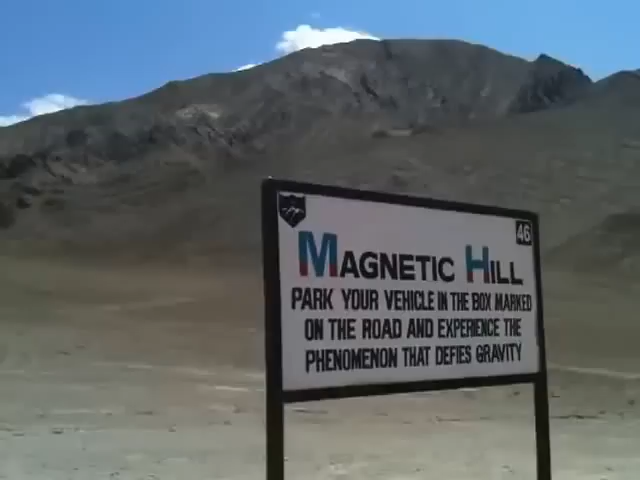 46
MAGNETIC HILL
PARK YOUR VEHICLE IN THE BOX MARKED
ON THE ROAD AND EXPERIENCE THE
PHENOMENON THAT DEFIES GRAVITY